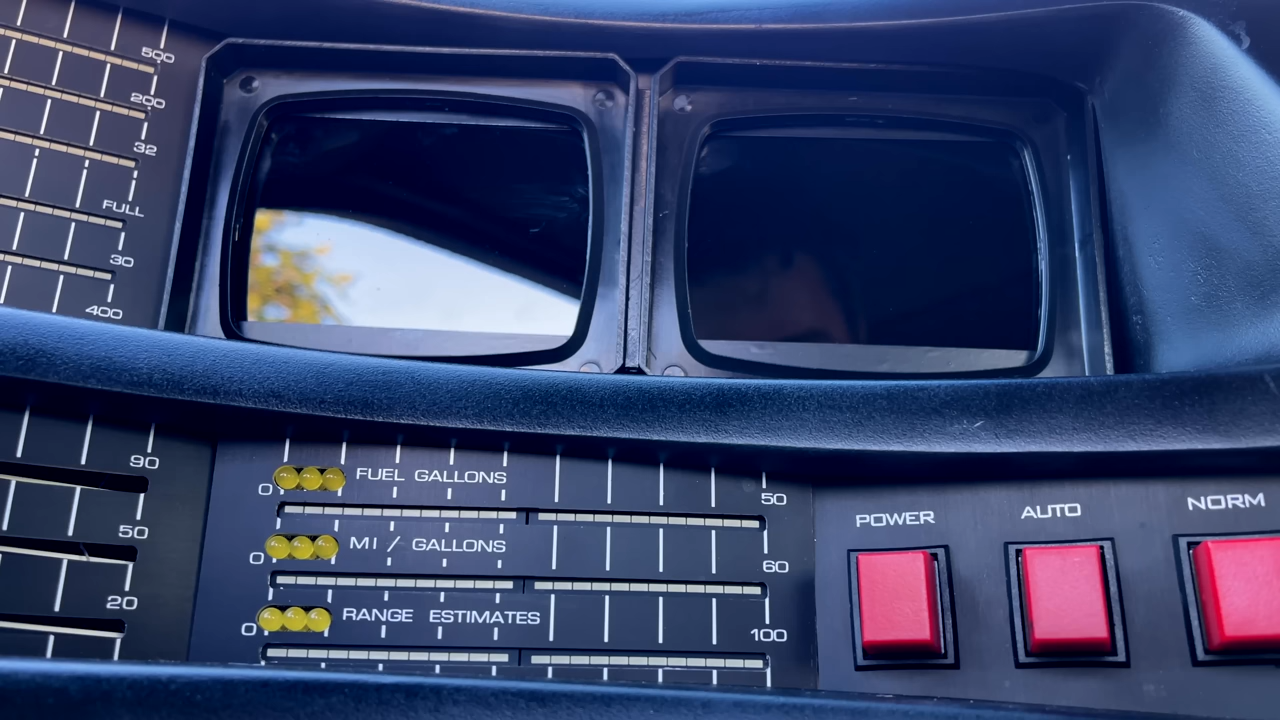 500
200
32
FULL
30
400
90
50
20
FUEL GALLONS
0 50
MI / GALLONS
0 60
RANGE ESTIMATES
0 100
POWER
AUTO
NORM